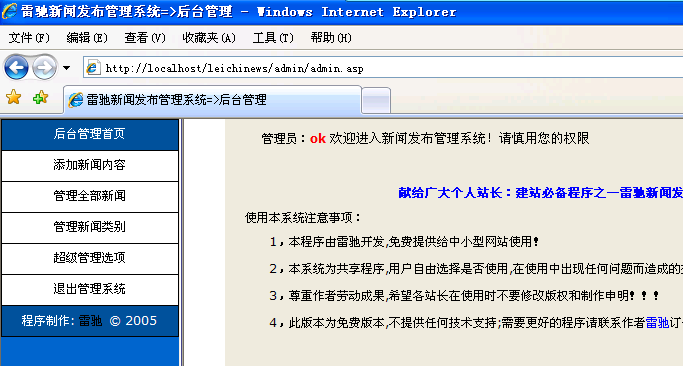 雷驰新闻发布管理系统=>后台管理 - Windows Internet Explorer
文件(F) 编辑(E) 查看(V) 收藏夹(A) 工具(T) 帮助(H)
http://localhost/leichinews/admin/admin.asp
雷驰新闻发布管理系统=>后台管理
后台管理首页
添加新闻内容
管理全部新闻
管理新闻类别
超级管理选项
退出管理系统
程序制作: 雷驰 © 2005
管理员：ok 欢迎进入新闻发布管理系统! 请慎用您的权限
献给广大个人站长：建站必备程序之一雷驰新闻发
使用本系统注意事项：
1，本程序由雷驰开发,免费提供给中小型网站使用!
2，本系统为共享程序,用户自由选择是否使用,在使用中出现任何问题而造成的
3，尊重作者劳动成果,希望各站长在使用时不要修改版权和制作申明！！！
4，此版本为免费版本,不提供任何技术支持;需要更好的程序请联系作者雷驰订